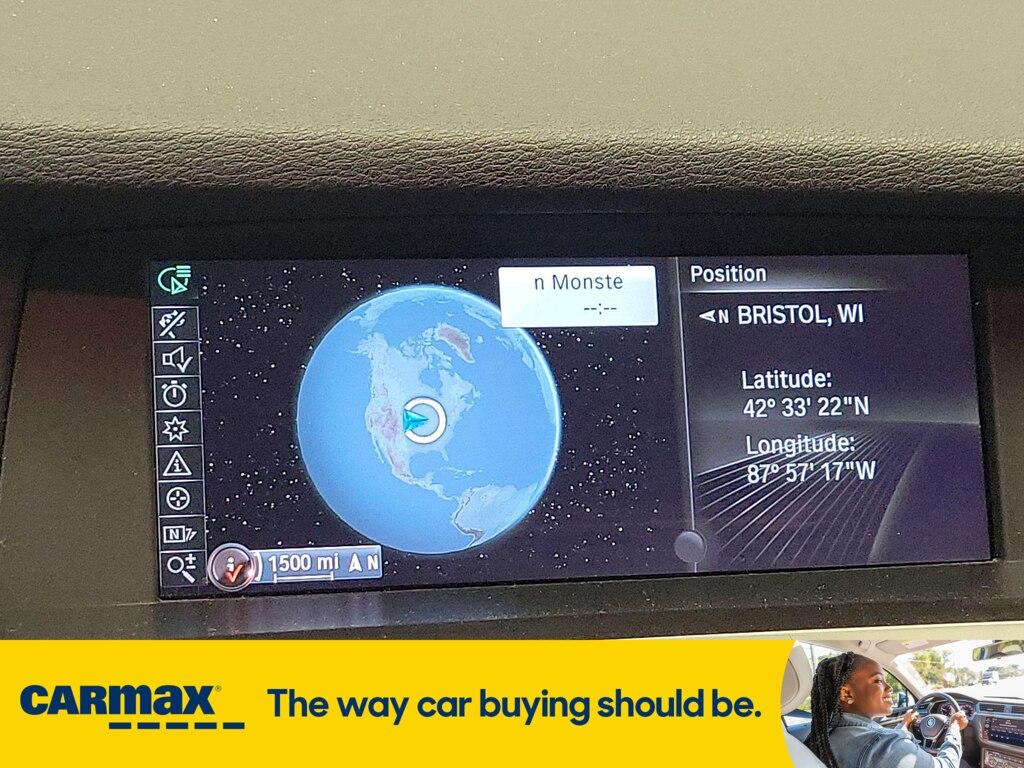 n Monste
--:--
Position
N BRISTOL, WI
Latitude:
42° 33' 22"N
Longitude:
87° 57' 17"W
1500 mi N
N
CARMAX®
The way car buying should be.